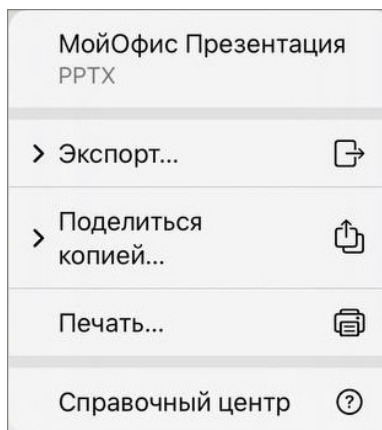 МойОфис Презентация
PPTX
Экспорт...
Поделиться
копией...
Печать...
Справочный центр